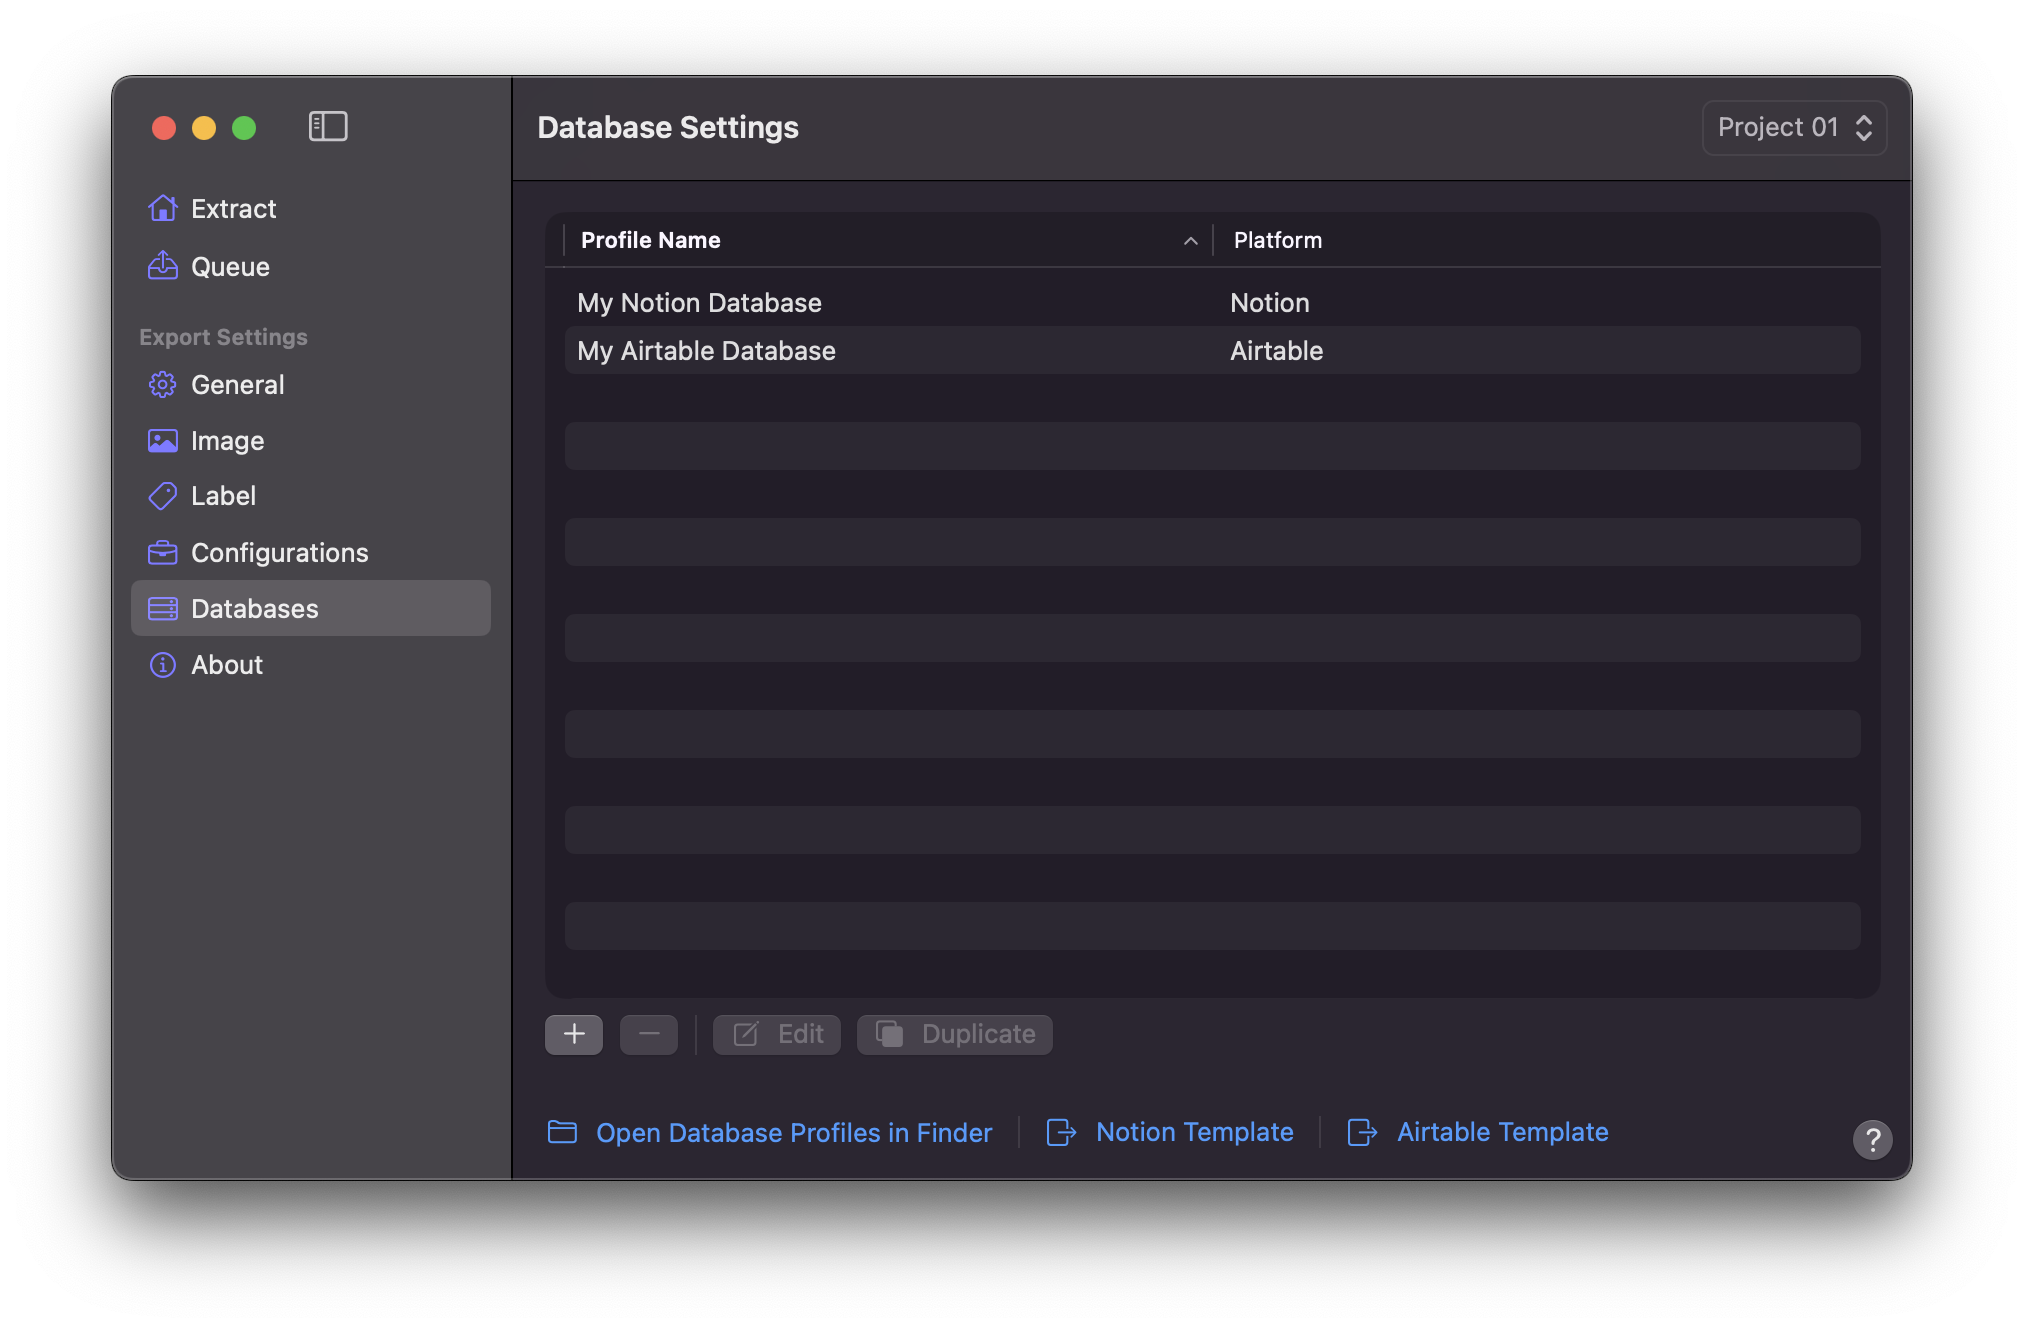 Database Settings
Project 01
Extract
Queue
Export Settings
General
Image
Label
Configurations
Databases
About
Profile Name
Platform
My Notion Database
Notion
My Airtable Database
Airtable
Edit
Duplicate
Open Database Profiles in Finder
Notion Template
Airtable Template
?